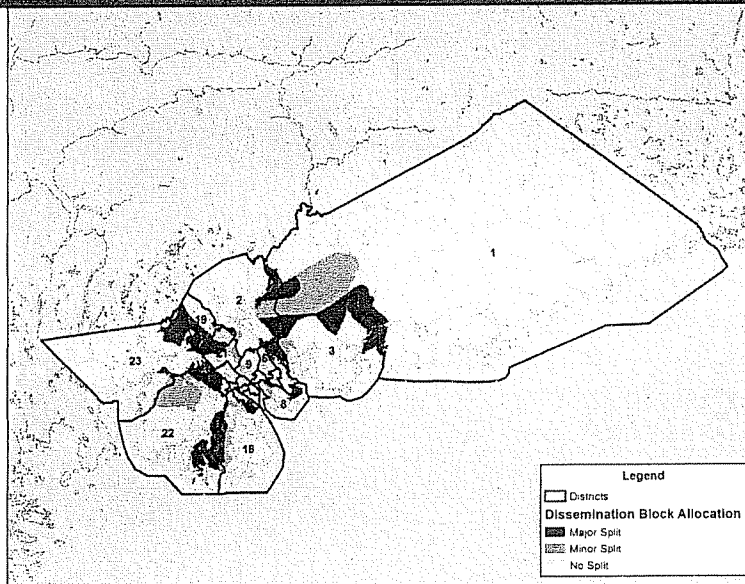 1
2
19
3
23
9
8
22
18
Legend
Districts
Dissemination Block Allocation
Major Split
Minor Split
No Split